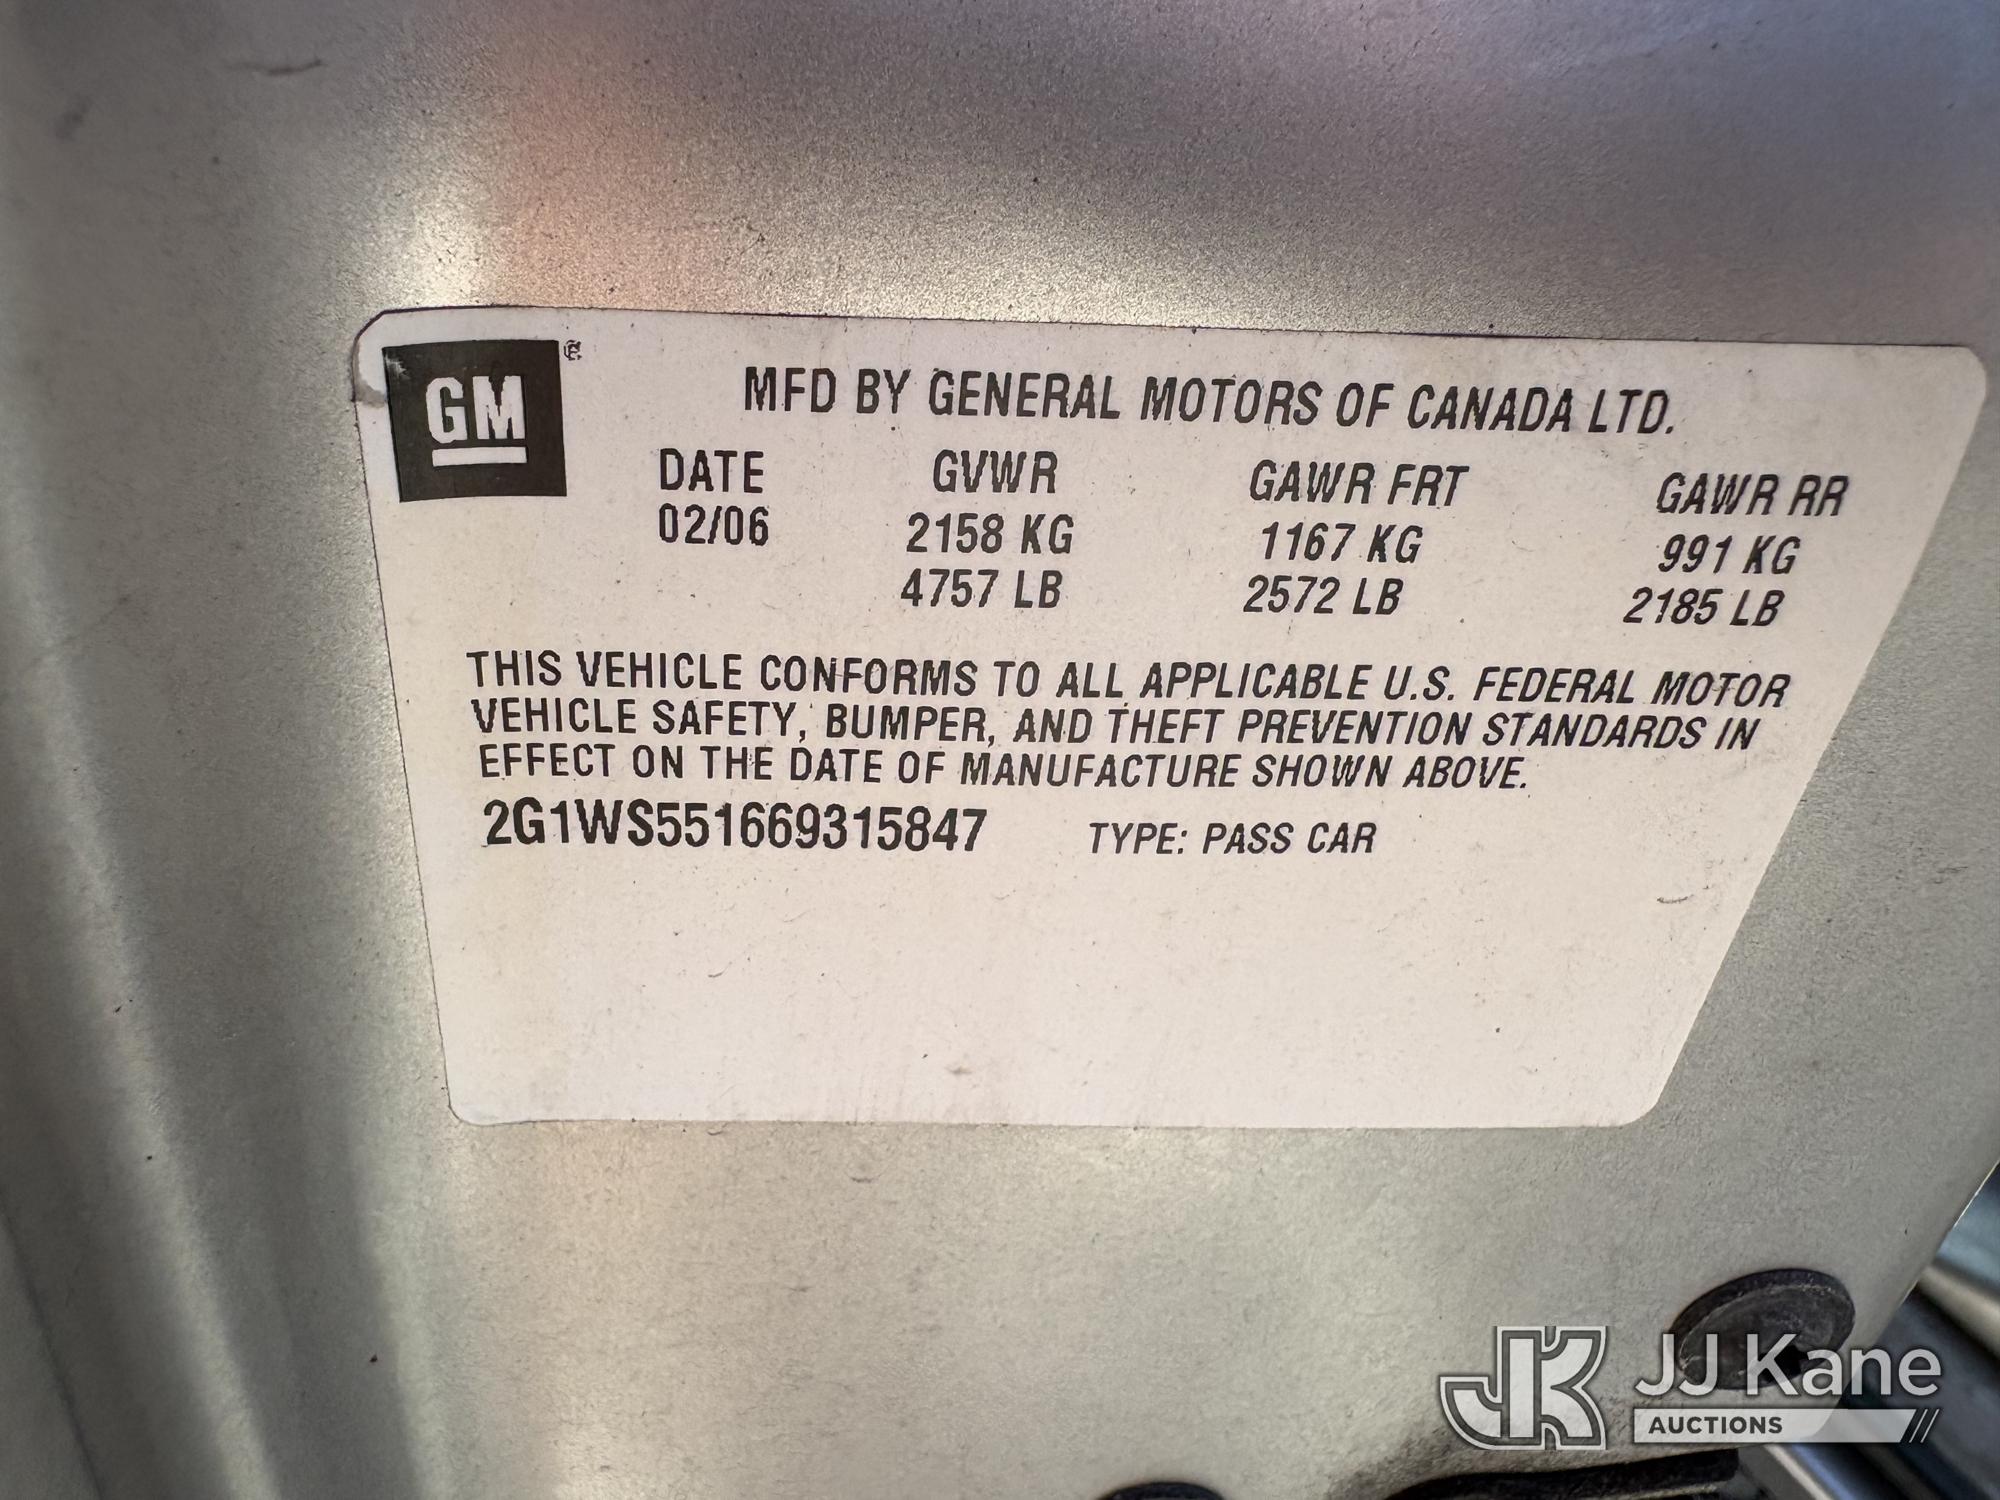 GM
MFD BY GENERAL MOTORS OF CANADA LTD.
DATE GVWR GAWR FRT GAWR RR
02/06 2158 KG 1167 KG 991 KG
4757 LB 2572 LB 2185 LB
THIS VEHICLE CONFORMS TO ALL APPLICABLE U.S. FEDERAL MOTOR
VEHICLE SAFETY, BUMPER, AND THEFT PREVENTION STANDARDS IN
EFFECT ON THE DATE OF MANUFACTURE SHOWN ABOVE.
2G1WS551669315847 TYPE: PASS CAR
JK JJ Kane
AUCTIONS